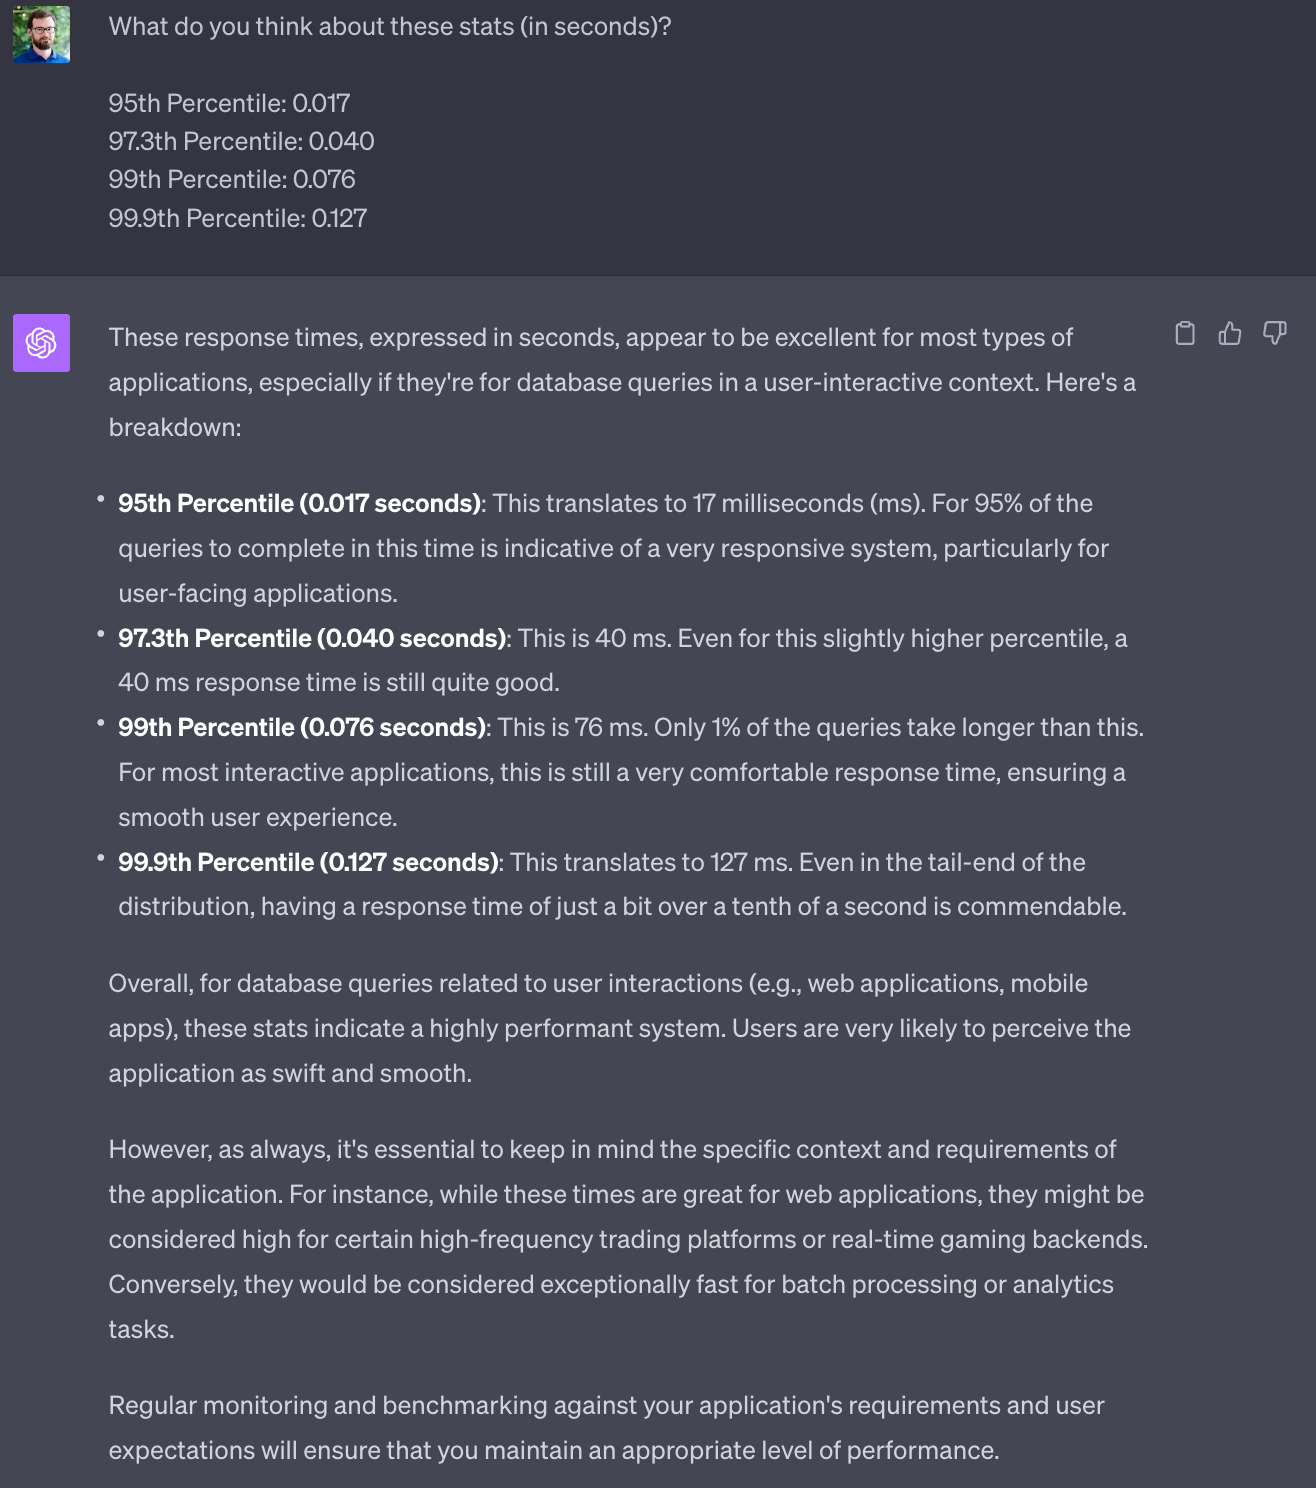 What do you think about these stats (in seconds)?
95th Percentile: 0.017
97.3th Percentile: 0.040
99th Percentile: 0.076
99.9th Percentile: 0.127
These response times, expressed in seconds, appear to be excellent for most types of
applications, especially if they're for database queries in a user-interactive context. Here's a
breakdown:
• 95th Percentile (0.017 seconds): This translates to 17 milliseconds (ms). For 95% of the
queries to complete in this time is indicative of a very responsive system, particularly for
user-facing applications.
• 97.3th Percentile (0.040 seconds): This is 40 ms. Even for this slightly higher percentile, a
40 ms response time is still quite good.
• 99th Percentile (0.076 seconds): This is 76 ms. Only 1% of the queries take longer than this.
For most interactive applications, this is still a very comfortable response time, ensuring a
smooth user experience.
• 99.9th Percentile (0.127 seconds): This translates to 127 ms. Even in the tail-end of the
distribution, having a response time of just a bit over a tenth of a second is commendable.
Overall, for database queries related to user interactions (e.g., web applications, mobile
apps), these stats indicate a highly performant system. Users are very likely to perceive the
application as swift and smooth.
However, as always, it's essential to keep in mind the specific context and requirements of
the application. For instance, while these times are great for web applications, they might be
considered high for certain high-frequency trading platforms or real-time gaming backends.
Conversely, they would be considered exceptionally fast for batch processing or analytics
tasks.
Regular monitoring and benchmarking against your application's requirements and user
expectations will ensure that you maintain an appropriate level of performance.